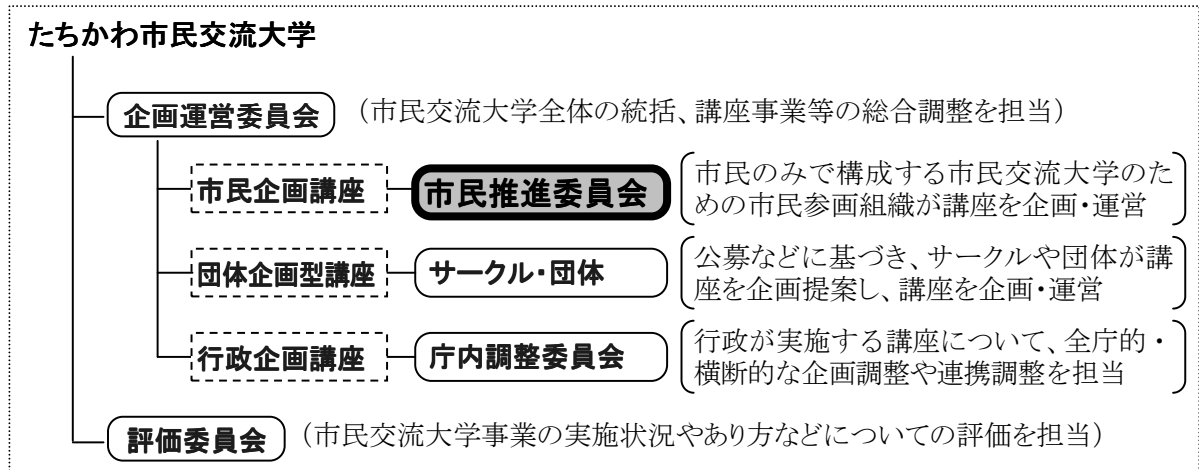 たちかわ市民交流大学
企画運営委員会 （市民交流大学全体の統括、講座事業等の総合調整を担当）
市民企画講座 市民推進委員会 市民のみで構成する市民交流大学のた
めの市民参画組織が講座を企画・運営
団体企画型講座 サークル・団体 公募などに基づき、サークルや団体が講
座を企画提案し、講座を企画・運営
行政企画講座 庁内調整委員会 行政が実施する講座について、全庁的・
横断的な企画調整や連携調整を担当
評価委員会 （市民交流大学事業の実施状況やあり方などについての評価を担当）